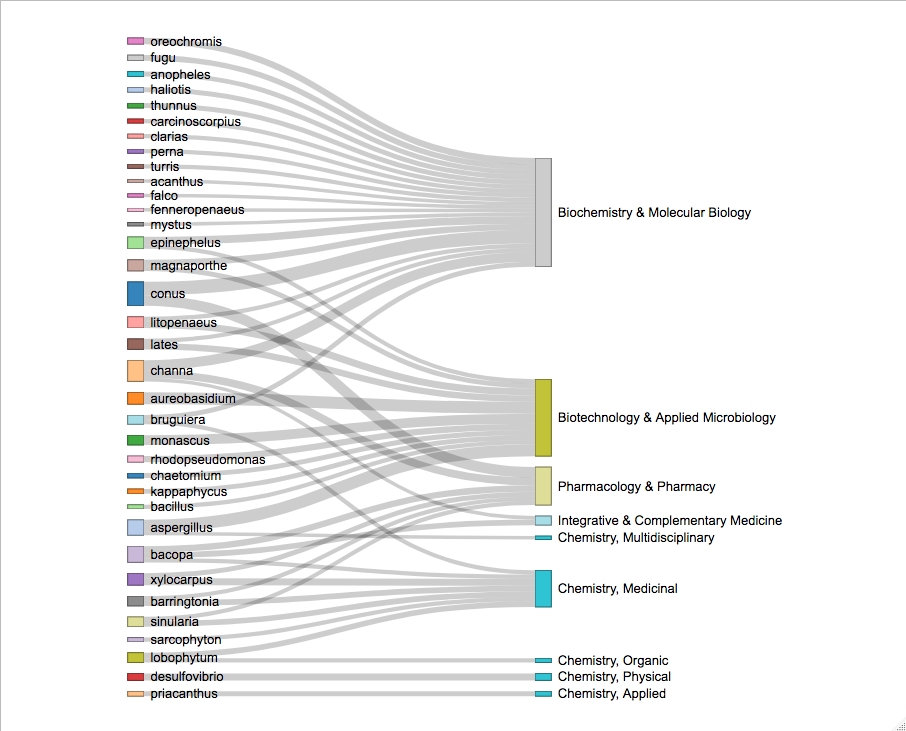 oreochromis
fugu
anopheles
haliotis
thunnus
carcinoscorpius
clarias
perna
turris
acanthus
falco
fenneropenaeus
mystus
epinephelus
magnaporthe
conus
litopenaeus
lates
channa
aureobasidium
bruguiera
monascus
rhodopseudomonas
chaetomium
kappaphycus
bacillus
aspergillus
bacopa
xylocarpus
barringtonia
sinularia
sarcophyton
lobophytum
desulfovibrio
priacanthus
Biochemistry & Molecular Biology
Biotechnology & Applied Microbiology
Pharmacology & Pharmacy
Integrative & Complementary Medicine
Chemistry, Multidisciplinary
Chemistry, Medicinal
Chemistry, Organic
Chemistry, Physical
Chemistry, Applied